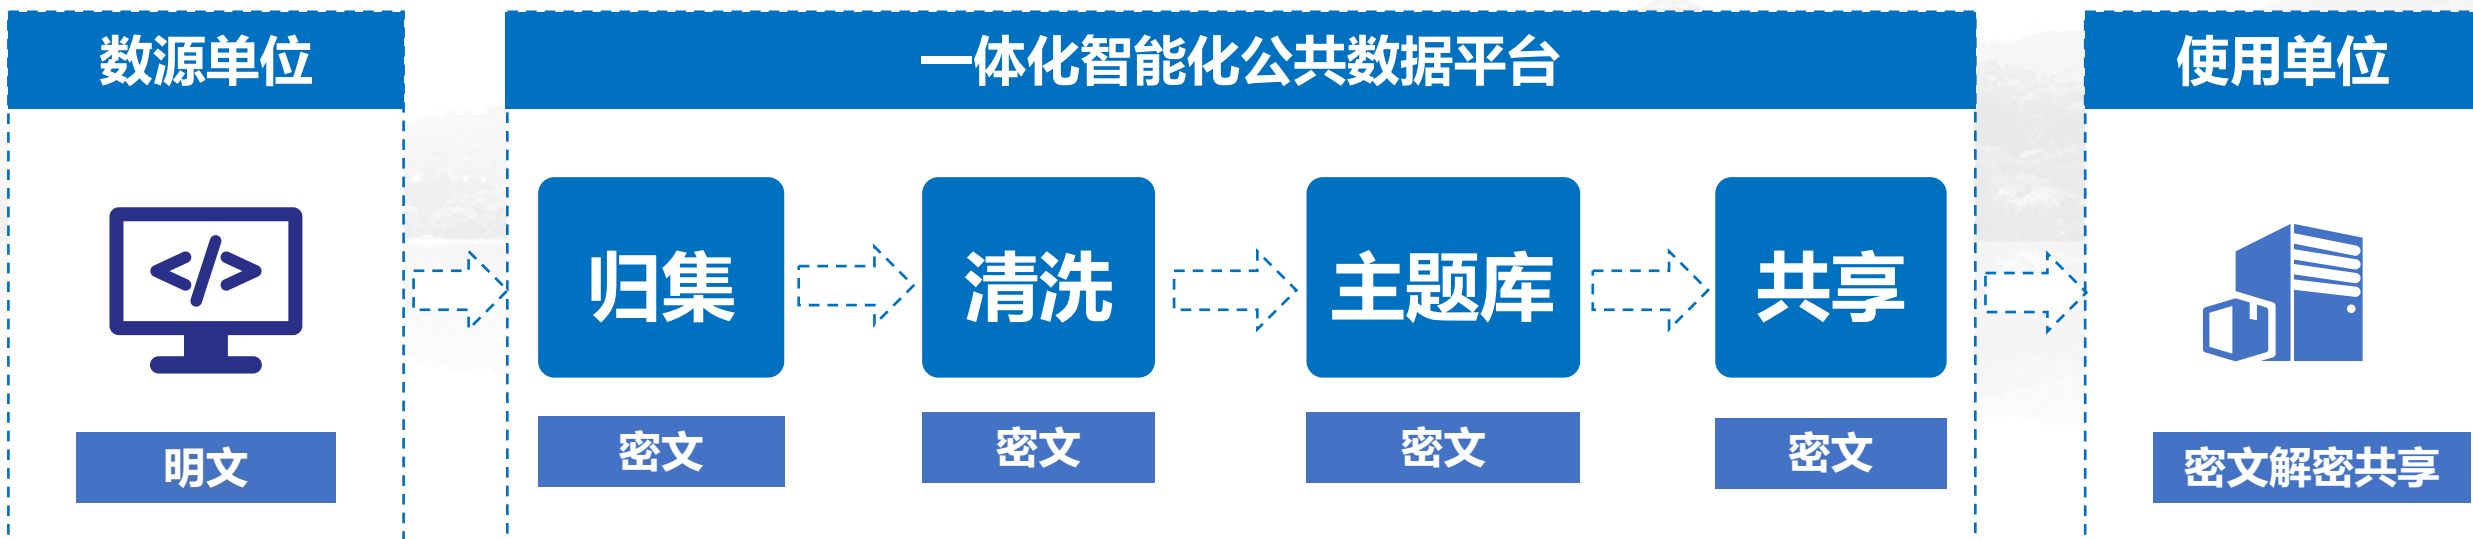 数源单位
一体化智能化公共数据平台
使用单位
</>
归集
清洗
主题库
共享
明文
密文
密文
密文
密文
密文解密共享